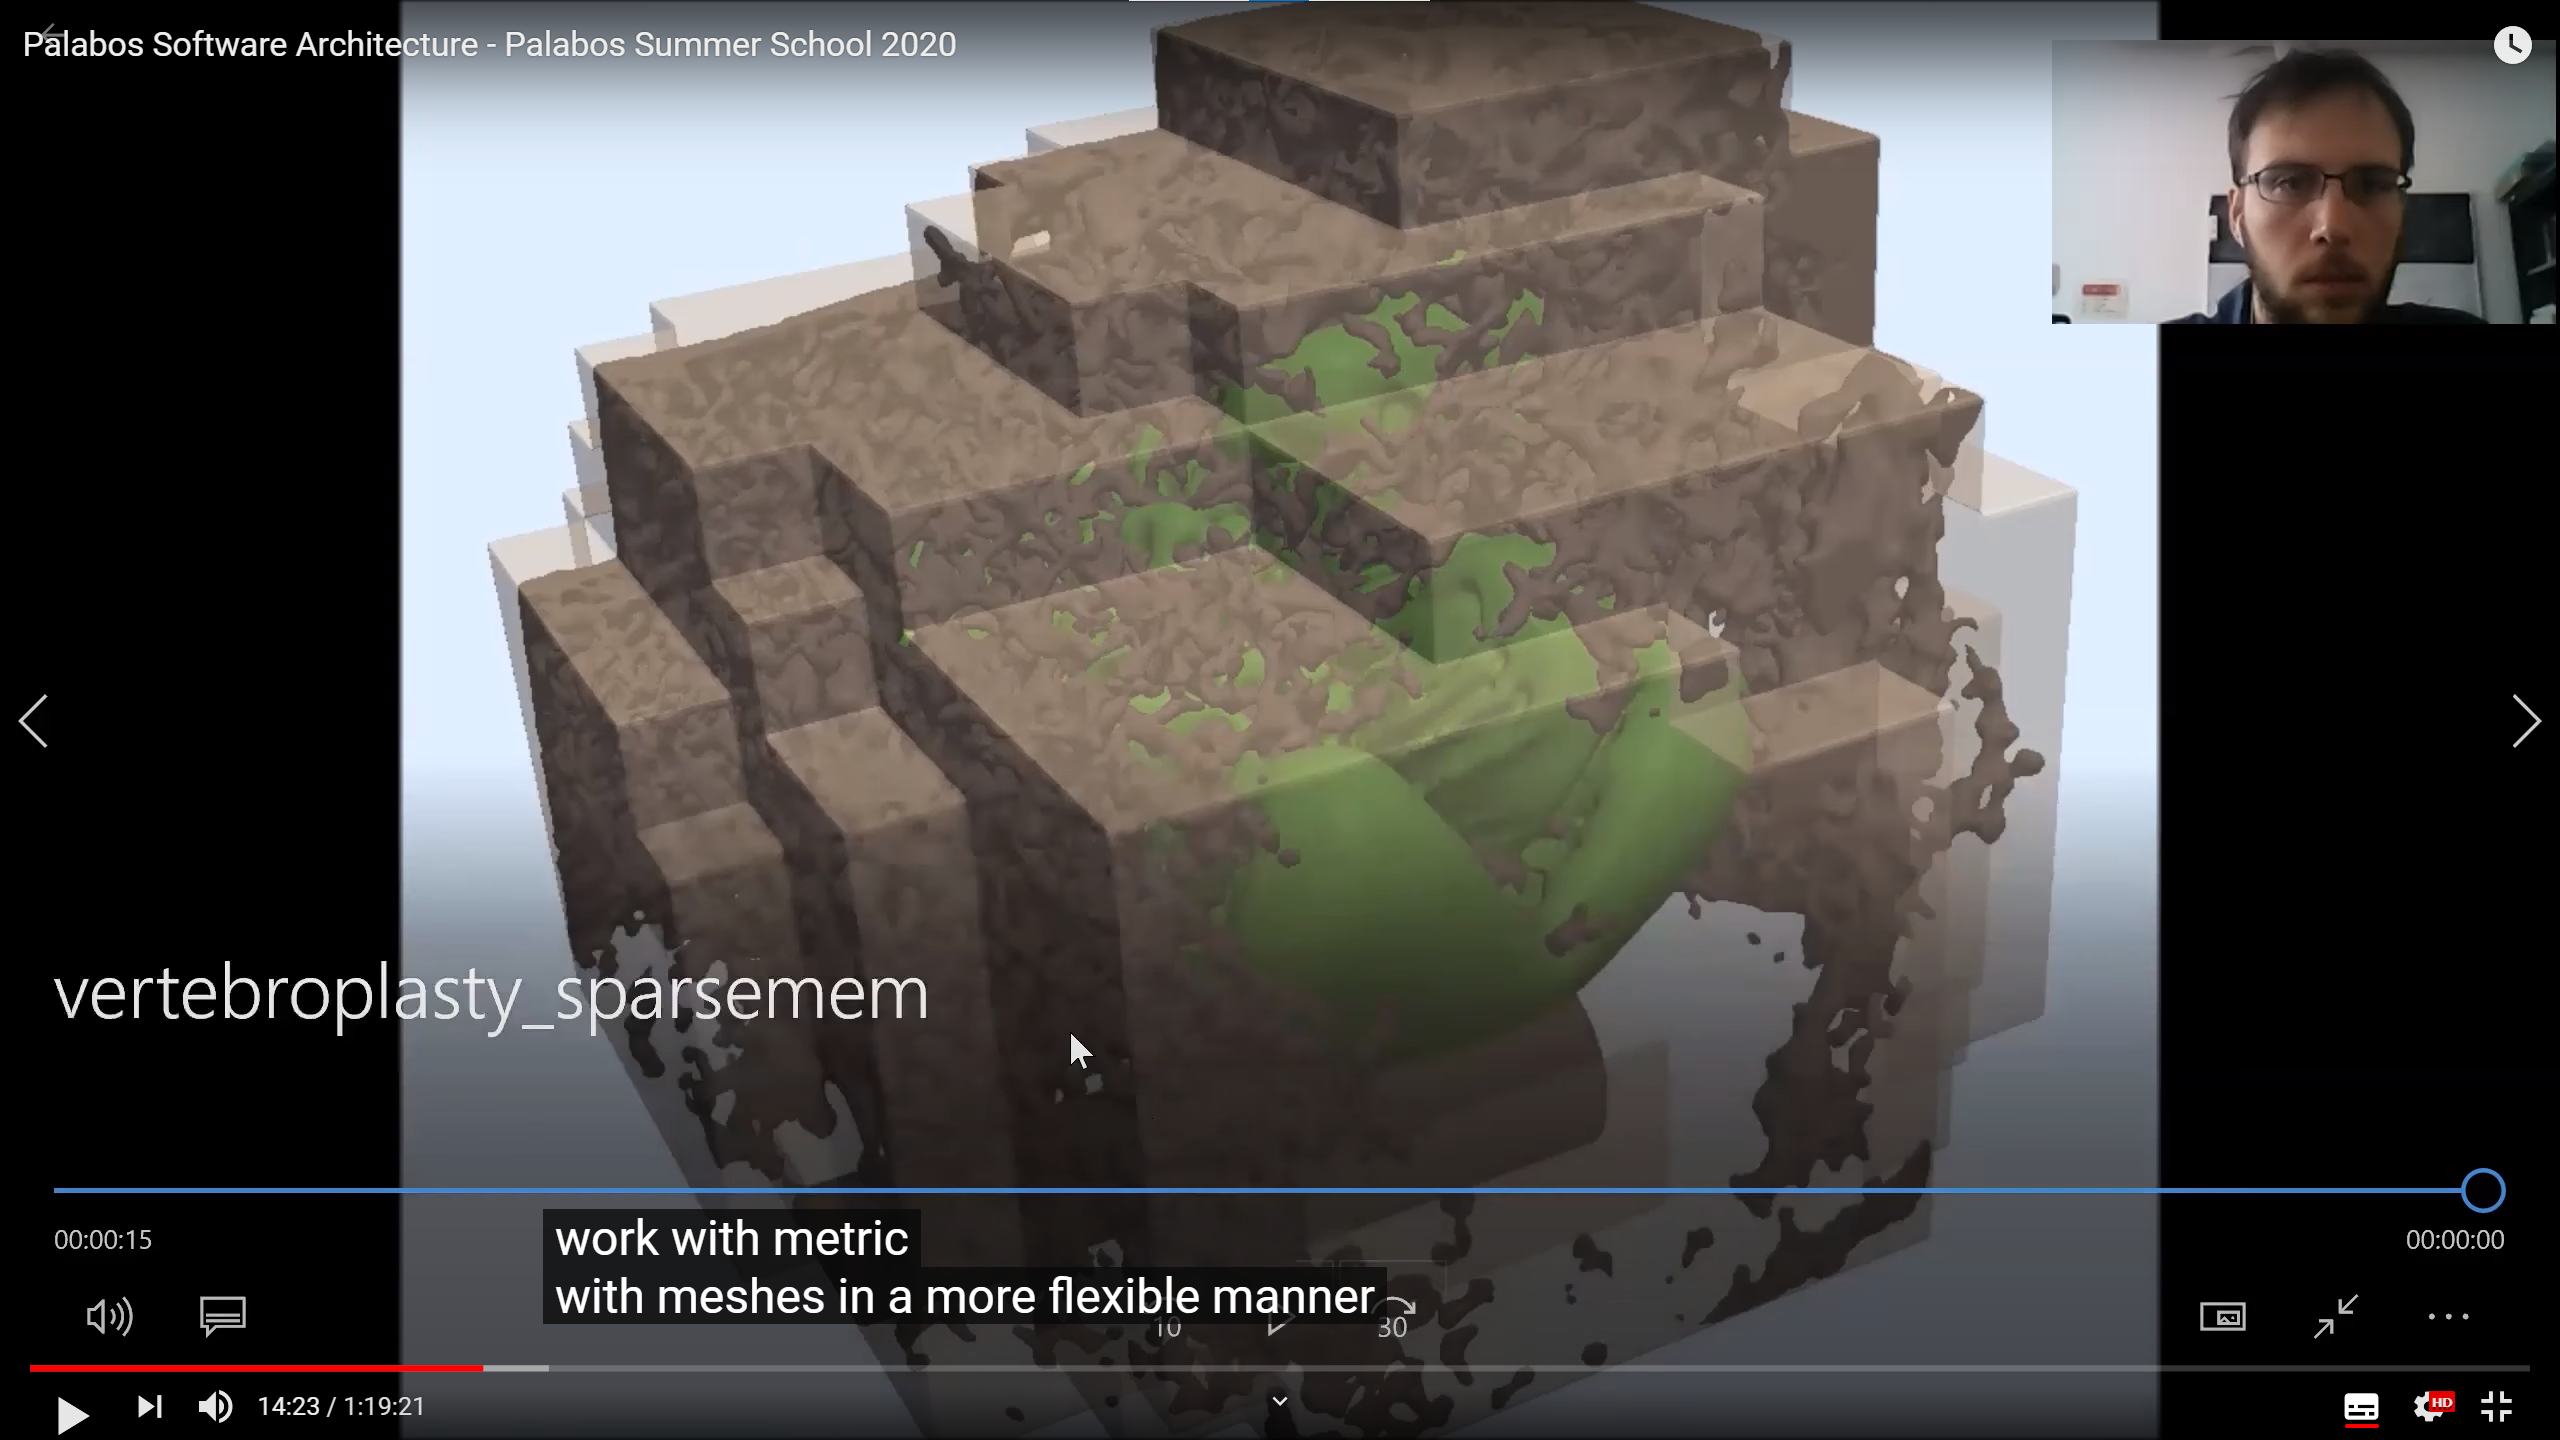 Palabos Software Architecture - Palabos Summer School 2020
vertebroplasty_sparsemem
00:00:15
00:00:00
work with metric
with meshes in a more flexible manner
10
30
14:23 / 1:19:21
HD